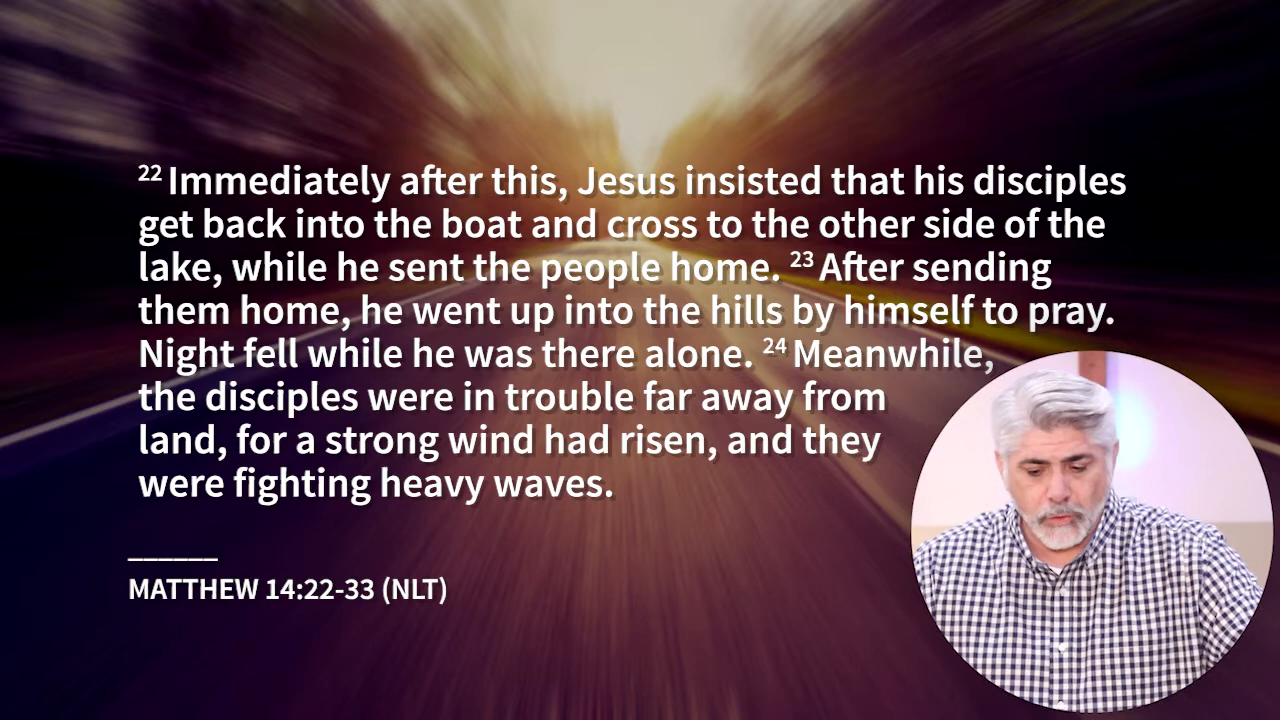 22 Immediately after this, Jesus insisted that his disciples
get back into the boat and cross to the other side of the
lake, while he sent the people home. 23 After sending
them home, he went up into the hills by himself to pray.
Night fell while he was there alone. 24 Meanwhile,
the disciples were in trouble far away from
land, for a strong wind had risen, and they
were fighting heavy waves.
MATTHEW 14:22-33 (NLT)